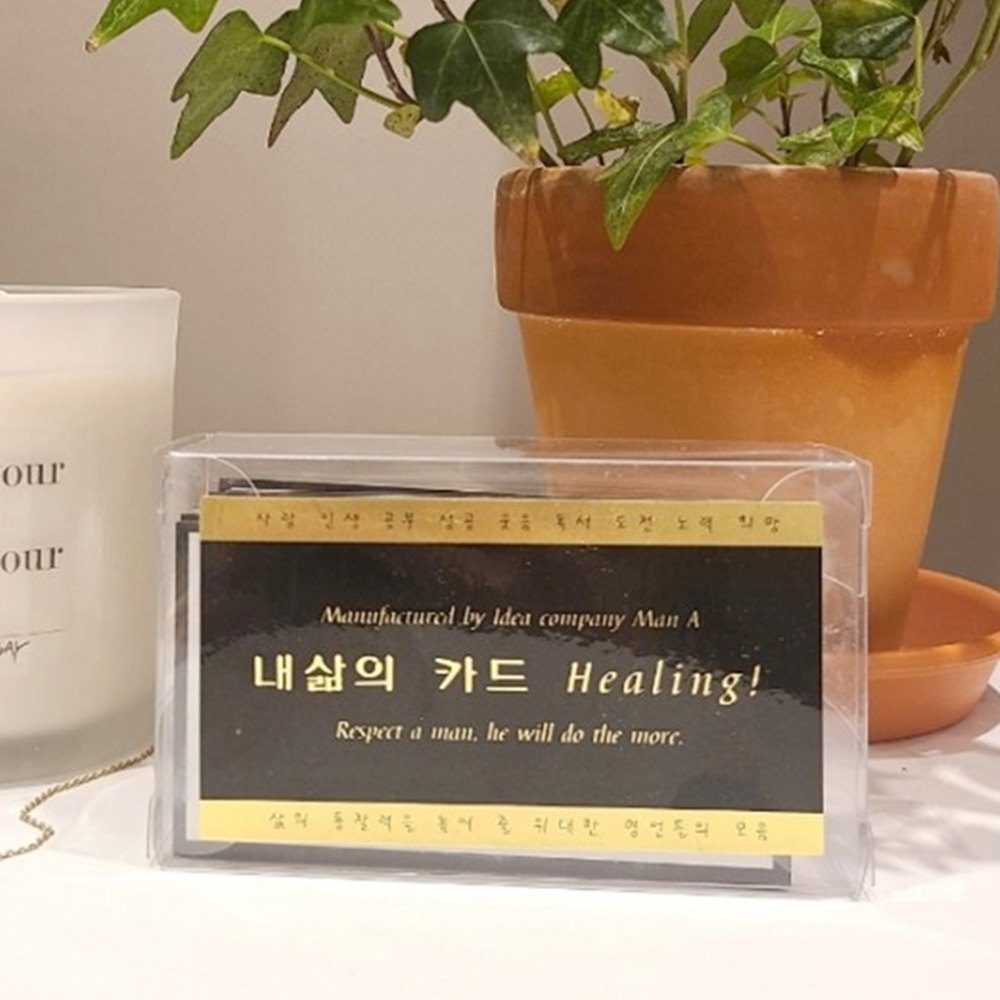 our
our
사랑 인생 공부 성공 웃음 독서 도전 노력 희망
Manufactured by Idea company Man A
내삶의 카드 Healing!
Respect a man, he will do the more.
삶의 통찰력을 높여 줄 위대한 명언들의 모음